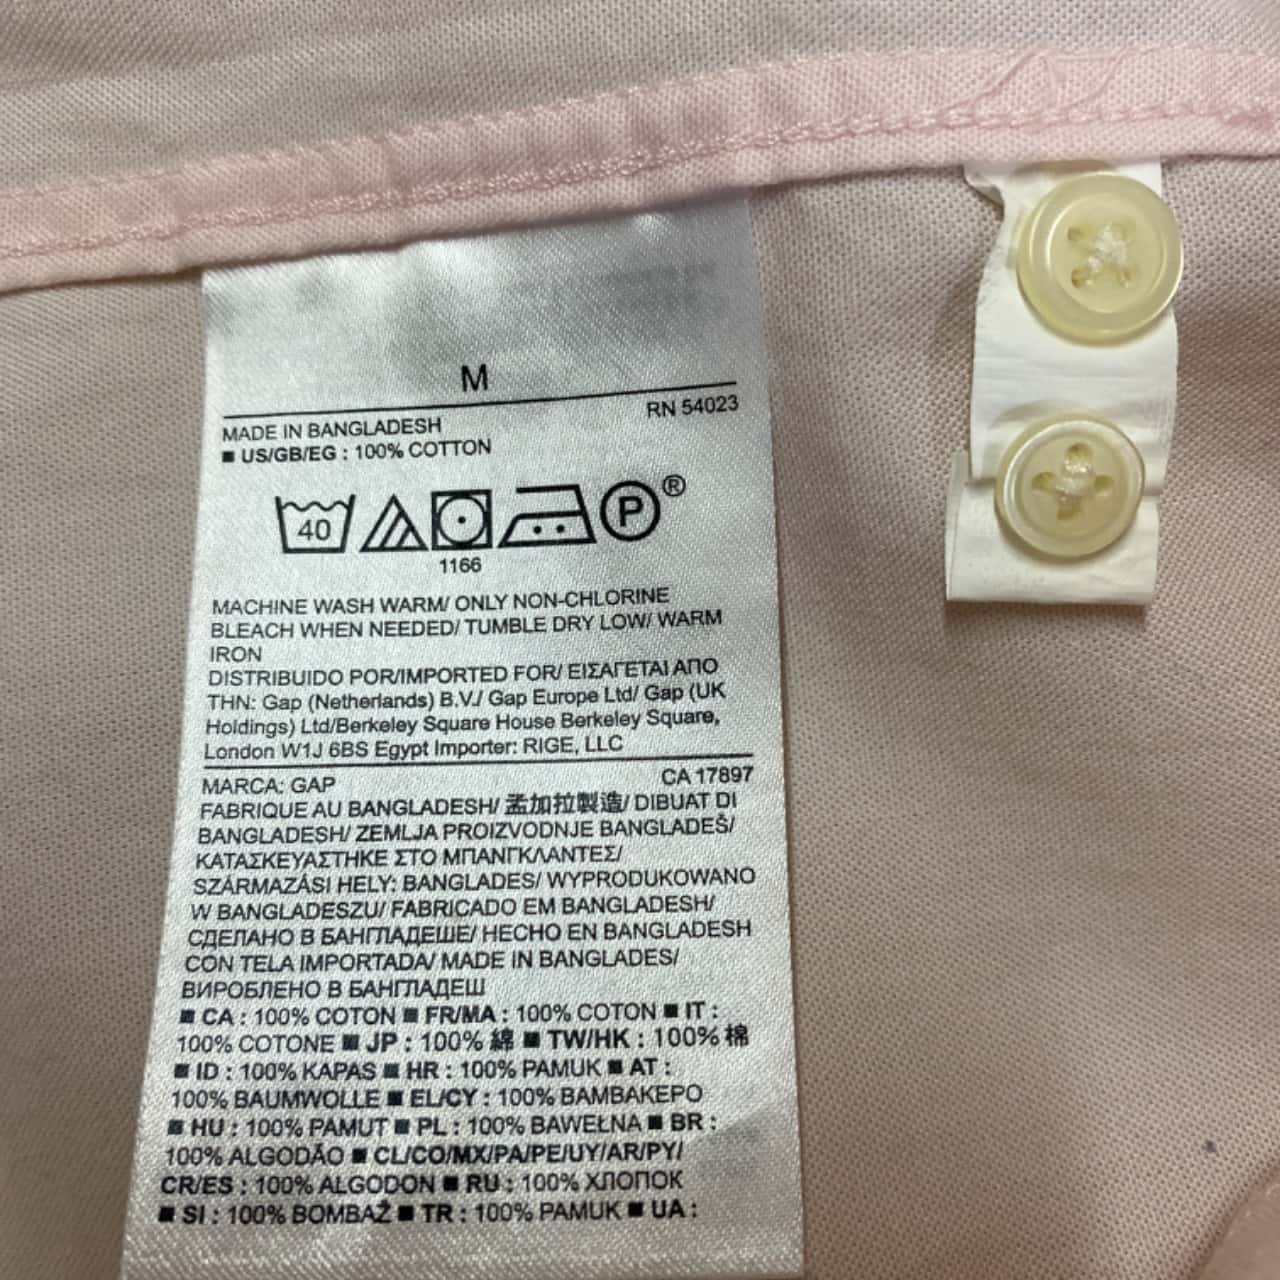 M
RN 54023
MADE IN BANGLADESH
■ US/GB/EG : 100% COTTON
40
P®
1166
MACHINE WASH WARM/ ONLY NON-CHLORINE
BLEACH WHEN NEEDED/ TUMBLE DRY LOW/ WARM
IRON
DISTRIBUIDO POR/IMPORTED FOR/ ΕΙΣΑΓΕΤΑΙ ΑΠΟ
ΤΗΝ: Gap (Netherlands) B.V./ Gap Europe Ltd/ Gap (UK
Holdings) Ltd/Berkeley Square House Berkeley Square,
London W1J 6BS Egypt Importer: RIGE, LLC
MARCA: GAP CA 17897
FABRIQUE AU BANGLADESH/ 孟加拉製造/ DIBUAT DI
BANGLADESH/ ZEMLJA PROIZVODNJE BANGLADEŠ/
ΚΑΤΑΣΚΕΥΑΣΤΗΚΕ ΣΤΟ ΜΠΑΝΓΚΛΑΝΤΕΣ/
SZÁRMAZÁSI HELY: BANGLADES/ WYPRODUKOWANO
W BANGLADESZU/ FABRICADO EM BANGLADESH/
СДЕЛАНО В БАНГЛАДЕШЕ/ HECHO EN BANGLADESH
CON TELA IMPORTADA/ MADE IN BANGLADES/
ВИРОБЛЕНО В БАНГЛАДЕШ
■ CA : 100% COTON ■ FR/MA : 100% COTON ■ IT :
100% COTONE ■ JP : 100% 綿 ■ TW/HK : 100% 棉
■ ID : 100% KAPAS ■ HR : 100% PAMUK ■ AT :
100% BAUMWOLLE ■ EL/CY : 100% ΒΑΜΒΑΚΕΡΟ
■ HU : 100% PAMUT ■ PL : 100% BAWEŁNA ■ BR :
100% ALGODÃO ■ CL/CO/MX/PA/PE/UY/AR/PY/
CR/ES : 100% ALGODON ■ RU : 100% ХЛОПОК
■ SI : 100% BOMBAŽ ■ TR : 100% PAMUK ■ UA :